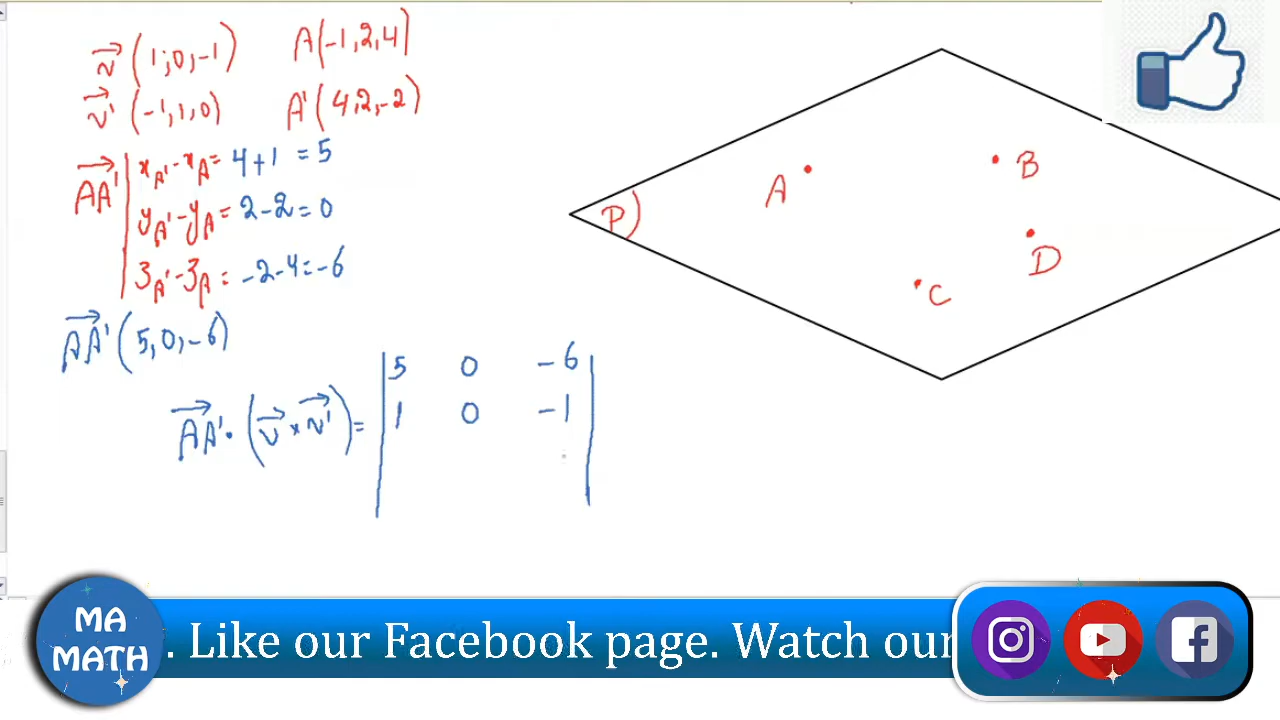 v⃗ (1;0,-1) A(-1,2,4)
v⃗' (-1,1,0) A'(4,2,-2)
AA⃗' | x_A' - x_A = 4+1 = 5
y_A' - y_A = 2-2 = 0
z_A' - z_A = -2-4 = -6
AA⃗' (5,0,-6)
AA⃗' · (v⃗ × v⃗') = | 5 0 -6 |
1 0 -1
P)
A
B
D
C
MA
MATH
. Like our Facebook page. Watch our